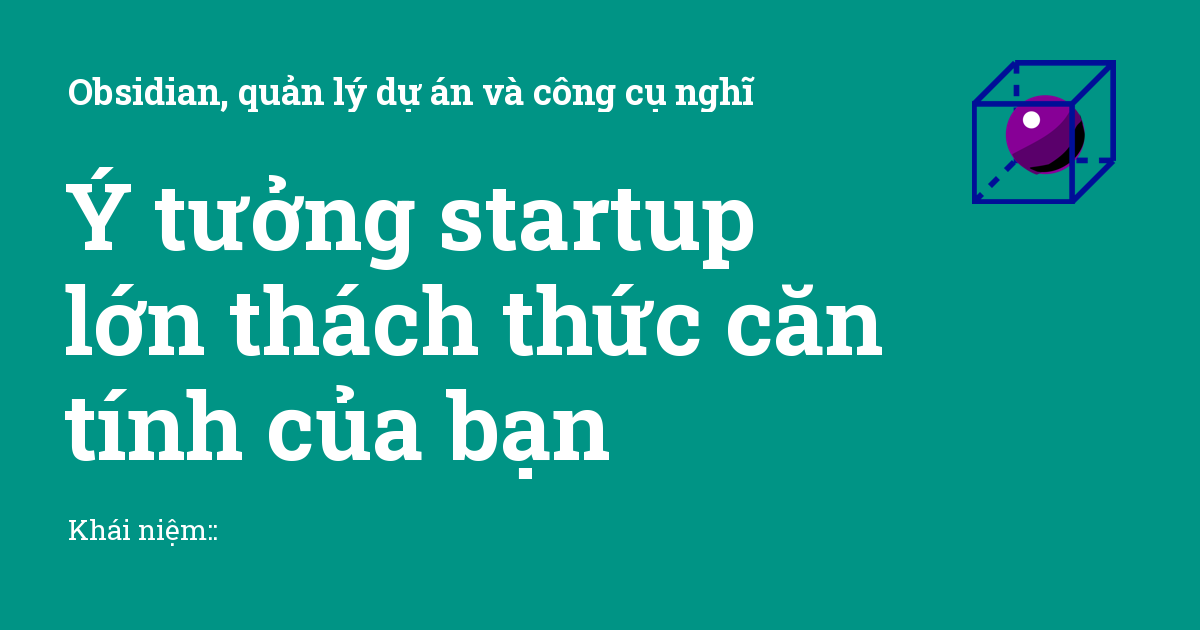 Obsidian, quản lý dự án và công cụ nghĩ
Ý tưởng startup
lớn thách thức căn
tính của bạn
Khái niệm::